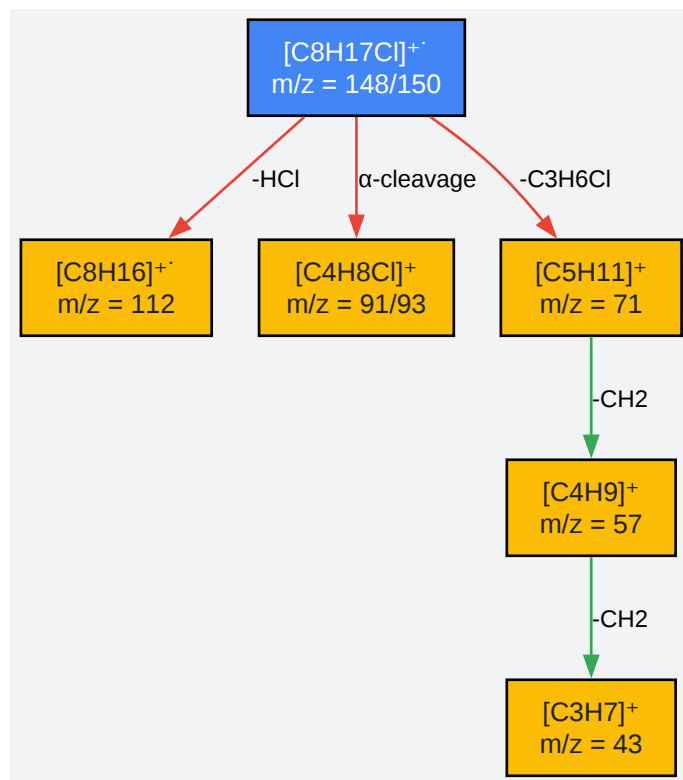 [C8H17Cl]⁺˙
m/z = 148/150
-HCl
α-cleavage
-C3H6Cl
[C8H16]⁺˙
m/z = 112
[C4H8Cl]⁺
m/z = 91/93
[C5H11]⁺
m/z = 71
-CH2
[C4H9]⁺
m/z = 57
-CH2
[C3H7]⁺
m/z = 43